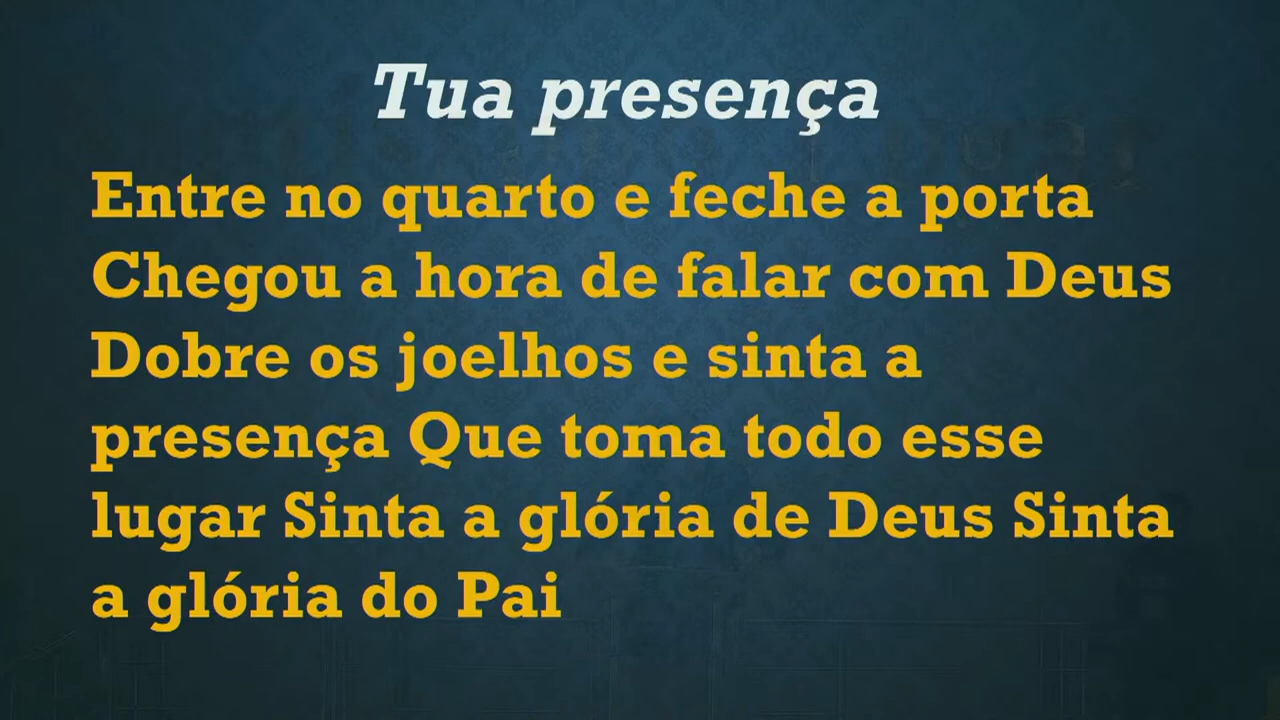 Tua presença
Entre no quarto e feche a porta
Chegou a hora de falar com Deus
Dobre os joelhos e sinta a
presença Que toma todo esse
lugar Sinta a glória de Deus Sinta
a glória do Pai